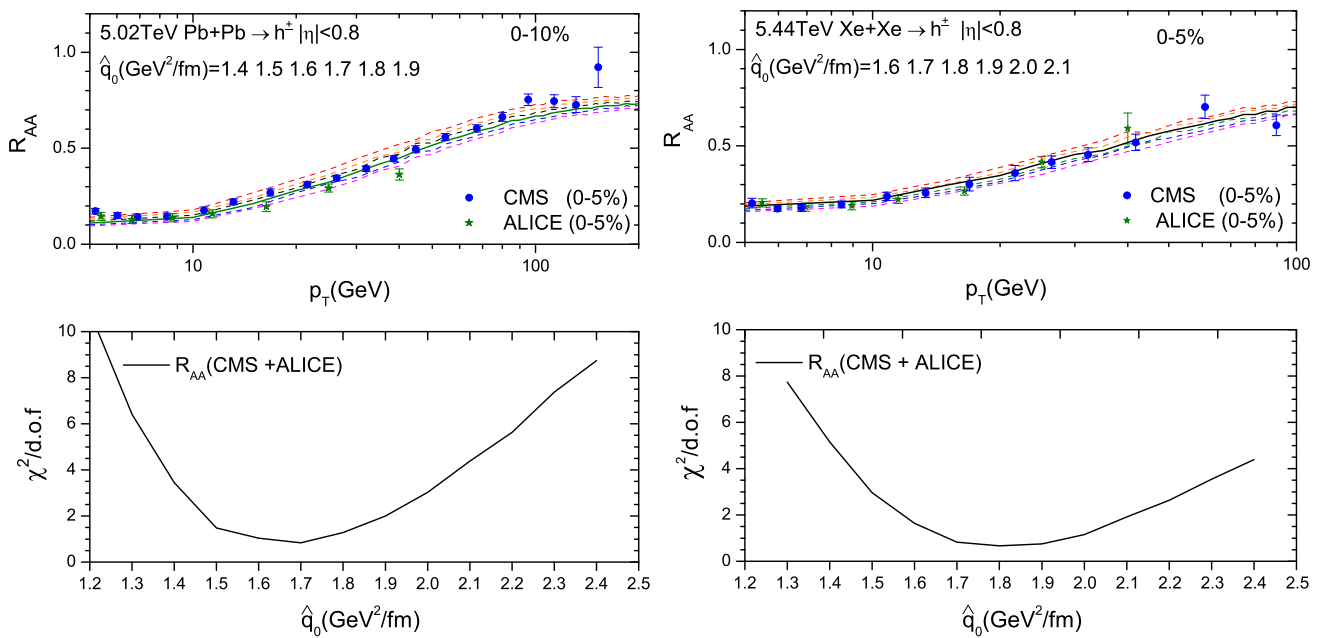 5.02TeV Pb+Pb → h± |η|<0.8
0-10%
q̂0(GeV2/fm)=1.4 1.5 1.6 1.7 1.8 1.9
1.0
0.5
0.0
RAA
CMS (0-5%)
ALICE (0-5%)
10
100
pT(GeV)
5.44TeV Xe+Xe → h± |η|<0.8
0-5%
q̂0(GeV2/fm)=1.6 1.7 1.8 1.9 2.0 2.1
1.0
0.5
0.0
RAA
CMS (0-5%)
ALICE (0-5%)
10
100
pT(GeV)
10
8
6
4
2
0
χ2/d.o.f
RAA(CMS +ALICE)
1.2 1.3 1.4 1.5 1.6 1.7 1.8 1.9 2.0 2.1 2.2 2.3 2.4 2.5
q̂0(GeV2/fm)
10
8
6
4
2
0
χ2/d.o.f
RAA(CMS + ALICE)
1.2 1.3 1.4 1.5 1.6 1.7 1.8 1.9 2.0 2.1 2.2 2.3 2.4 2.5
q̂0(GeV2/fm)